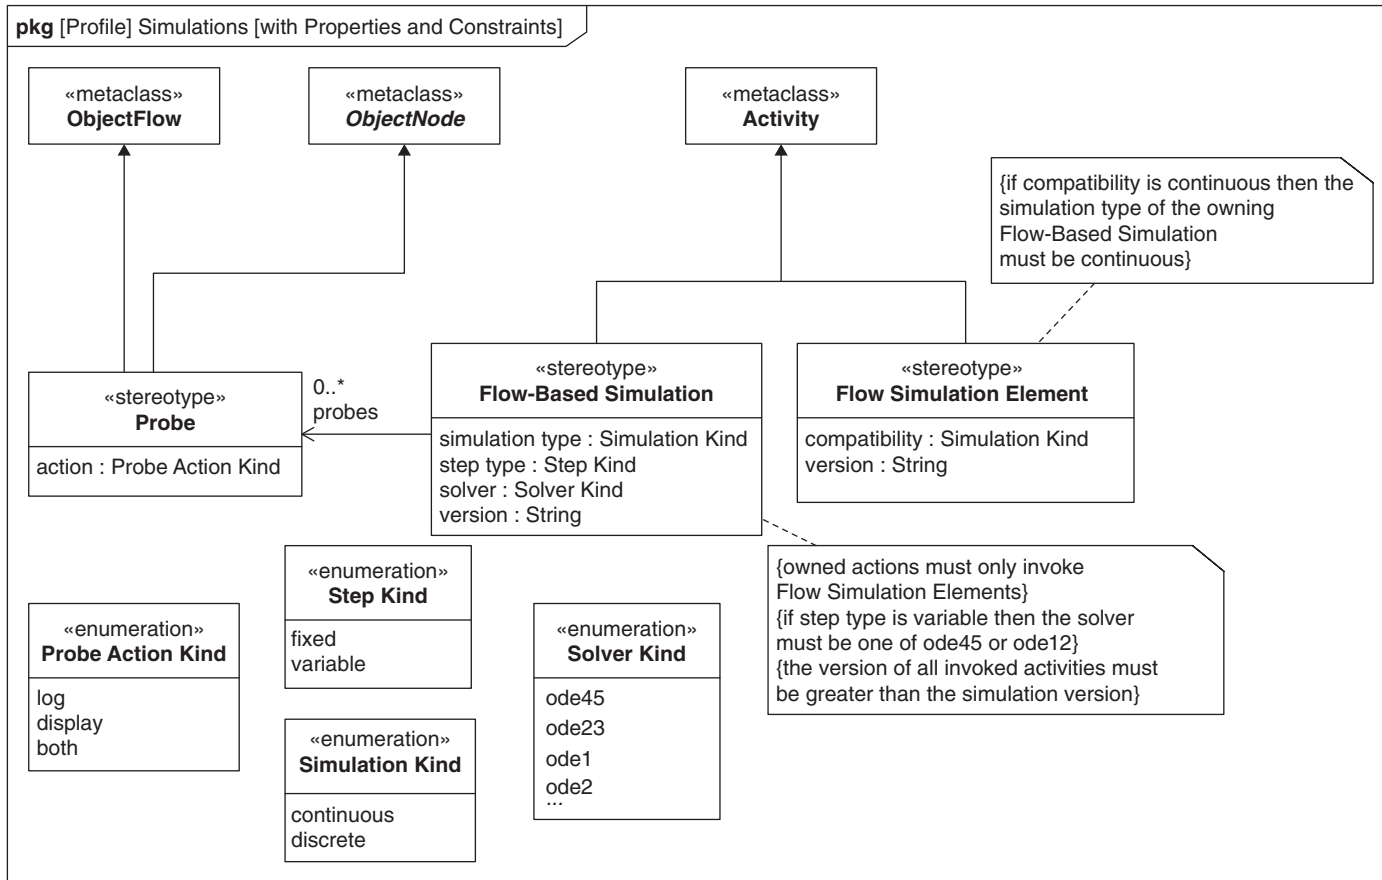 pkg [Profile] Simulations [with Properties and Constraints]
«metaclass»
ObjectFlow
«metaclass»
ObjectNode
«metaclass»
Activity
{if compatibility is continuous then the
simulation type of the owning
Flow-Based Simulation
must be continuous}
«stereotype»
Probe
action : Probe Action Kind
0..*
probes
«stereotype»
Flow-Based Simulation
simulation type : Simulation Kind
step type : Step Kind
solver : Solver Kind
version : String
«stereotype»
Flow Simulation Element
compatibility : Simulation Kind
version : String
{owned actions must only invoke
Flow Simulation Elements}
{if step type is variable then the solver
must be one of ode45 or ode12}
{the version of all invoked activities must
be greater than the simulation version}
«enumeration»
Probe Action Kind
log
display
both
«enumeration»
Step Kind
fixed
variable
«enumeration»
Simulation Kind
continuous
discrete
«enumeration»
Solver Kind
ode45
ode23
ode1
ode2
...